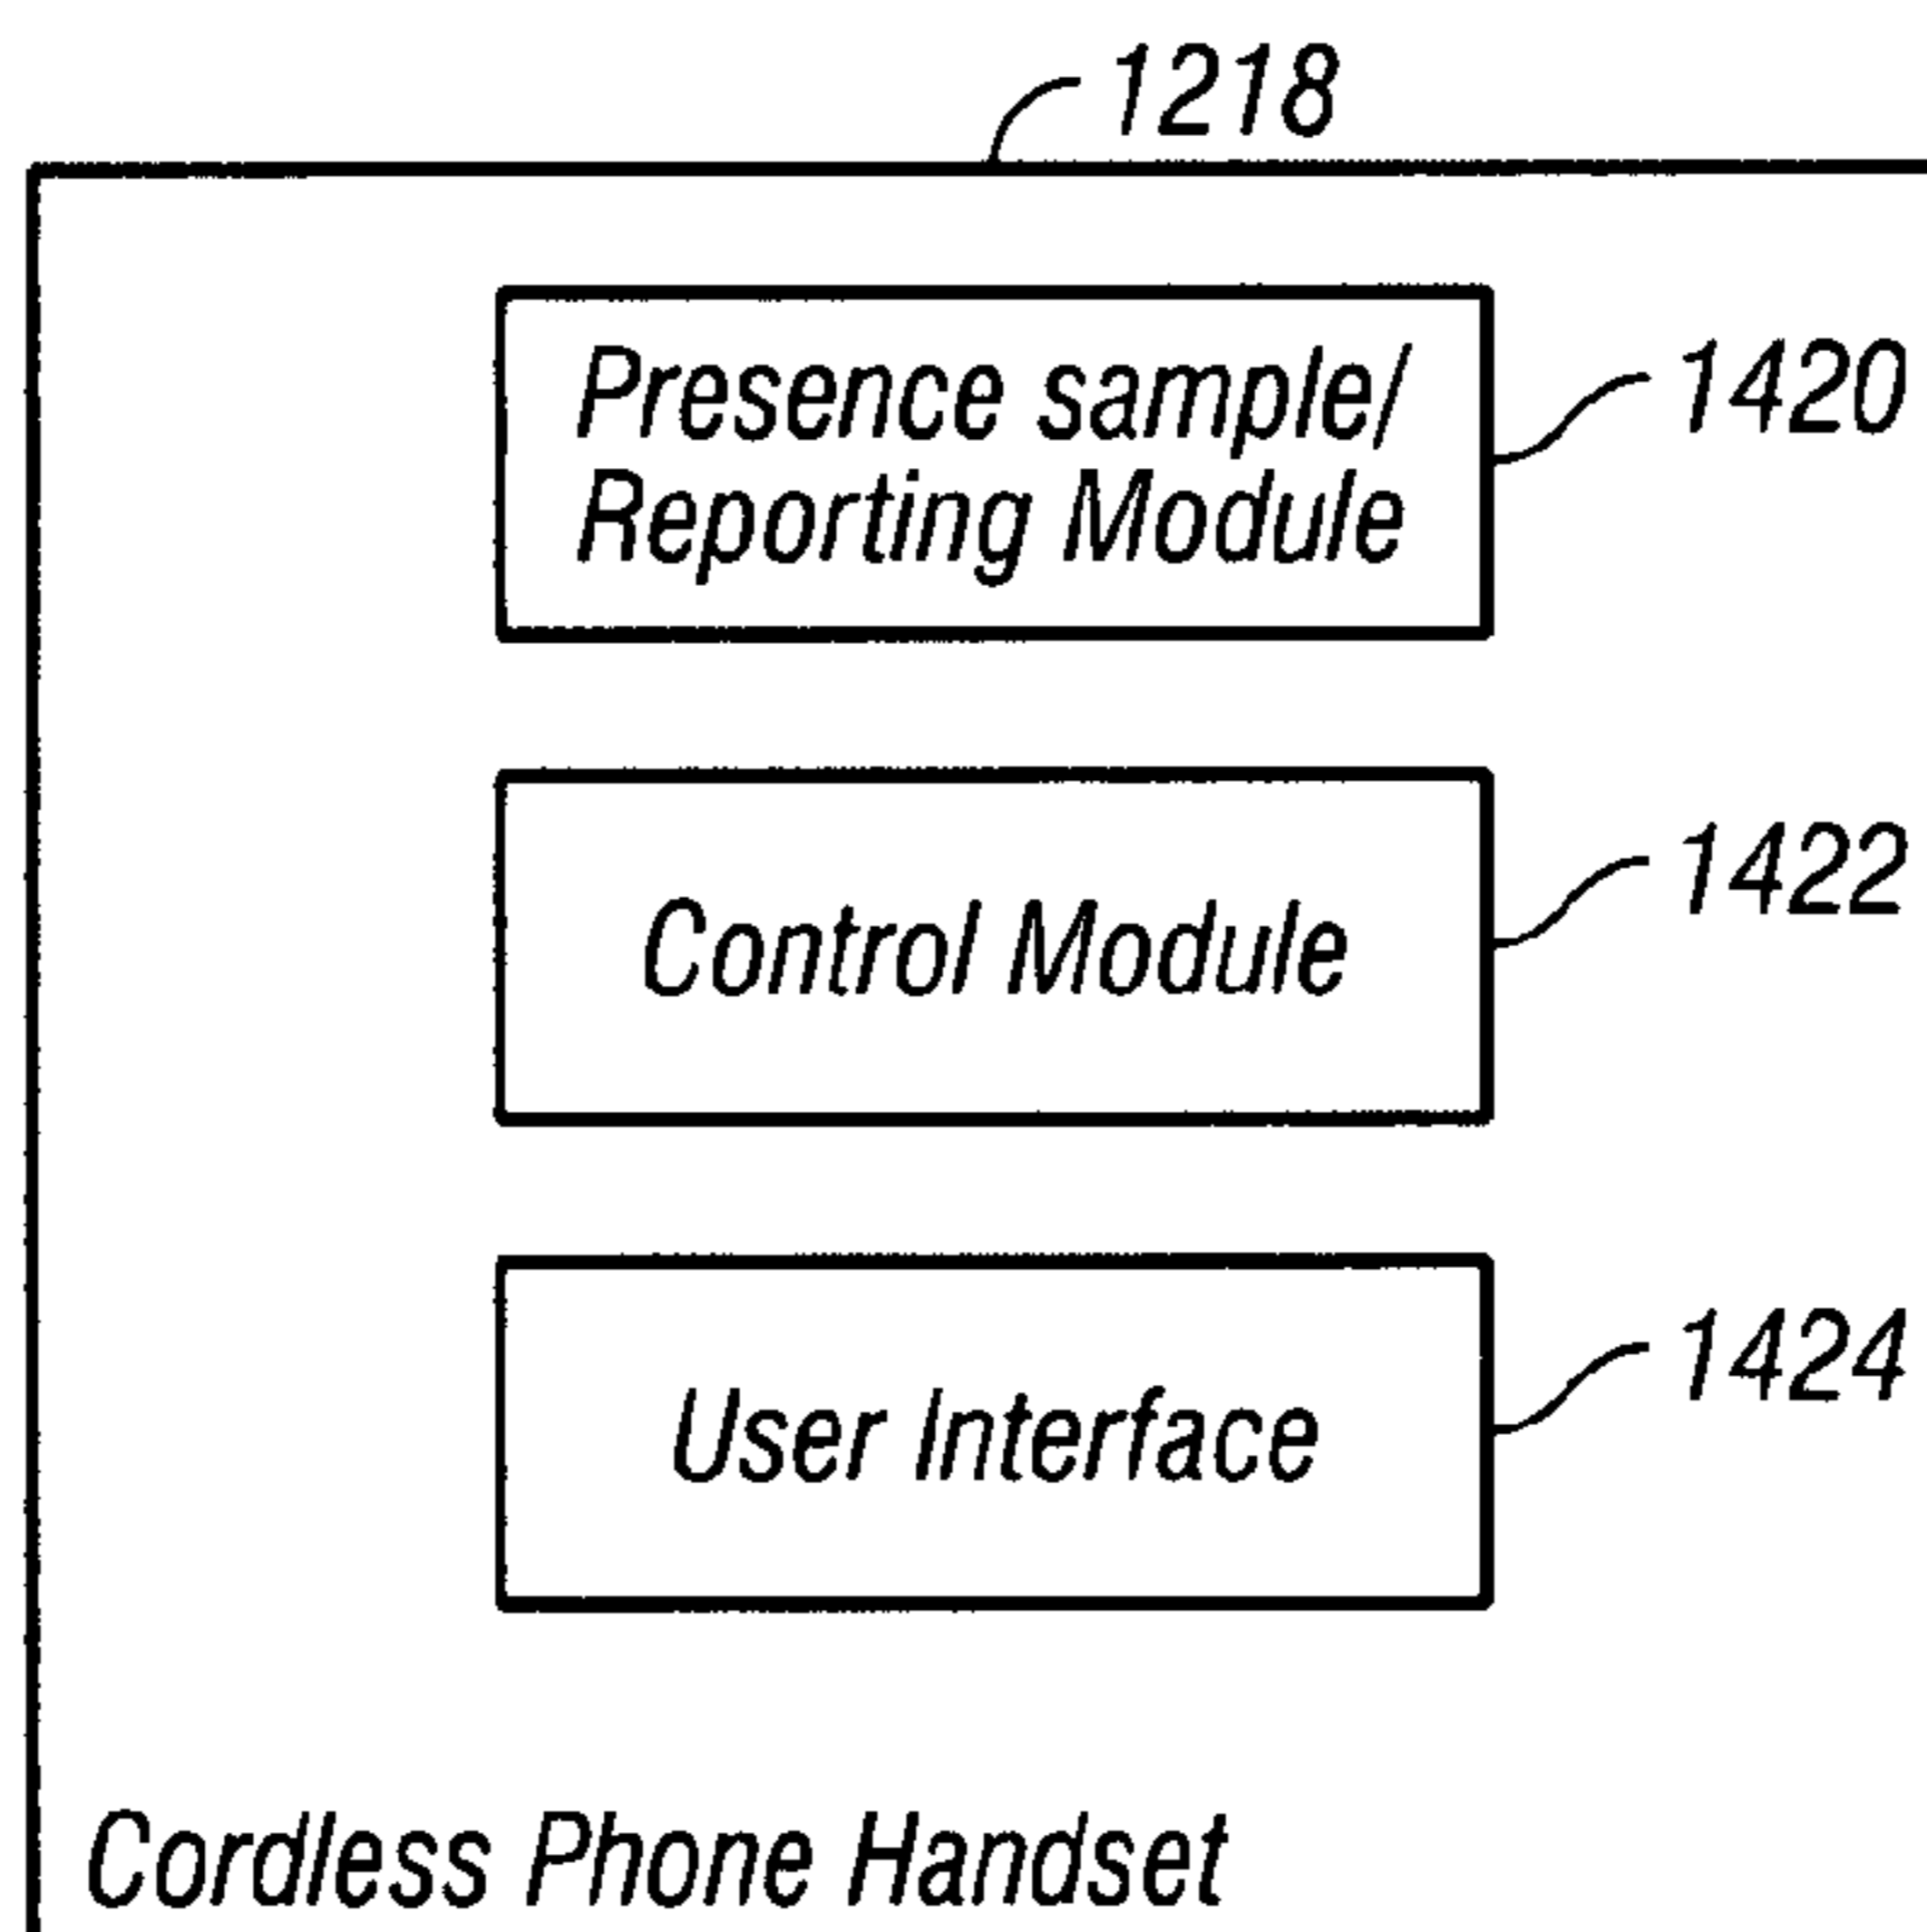 1218
Presence sample/
Reporting Module
1420
Control Module
1422
User Interface
1424
Cordless Phone Handset